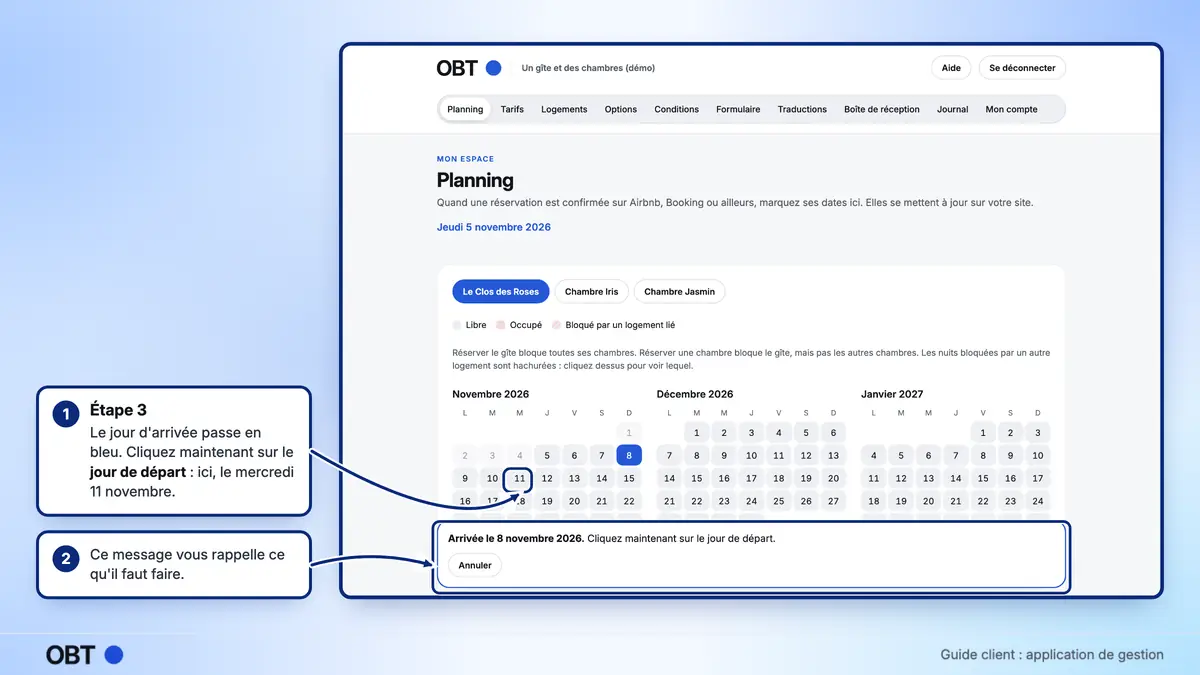 OBT
Un gîte et des chambres (démo)
Aide
Se déconnecter
Planning
Tarifs
Logements
Options
Conditions
Formulaire
Traductions
Boîte de réception
Journal
Mon compte
MON ESPACE
Planning
Quand une réservation est confirmée sur Airbnb, Booking ou ailleurs, marquez ses dates ici. Elles se mettent à jour sur votre site.
Jeudi 5 novembre 2026
Le Clos des Roses
Chambre Iris
Chambre Jasmin
Libre
Occupé
Bloqué par un logement lié
Réserver le gîte bloque toutes ses chambres. Réserver une chambre bloque le gîte, mais pas les autres chambres. Les nuits bloquées par un autre
logement sont hachurées : cliquez dessus pour voir lequel.
Novembre 2026
L M M J V S D
1
2 3 4 5 6 7 8
9 10 11 12 13 14 15
16 17 18 19 20 21 22
Décembre 2026
L M M J V S D
1 2 3 4 5 6
7 8 9 10 11 12 13
14 15 16 17 18 19 20
21 22 23 24 25 26 27
Janvier 2027
L M M J V S D
1 2 3
4 5 6 7 8 9 10
11 12 13 14 15 16 17
18 19 20 21 22 23 24
Arrivée le 8 novembre 2026. Cliquez maintenant sur le jour de départ.
Annuler
1
Étape 3
Le jour d'arrivée passe en
bleu. Cliquez maintenant sur le
jour de départ : ici, le mercredi
11 novembre.
2
Ce message vous rappelle ce
qu'il faut faire.
OBT
Guide client : application de gestion